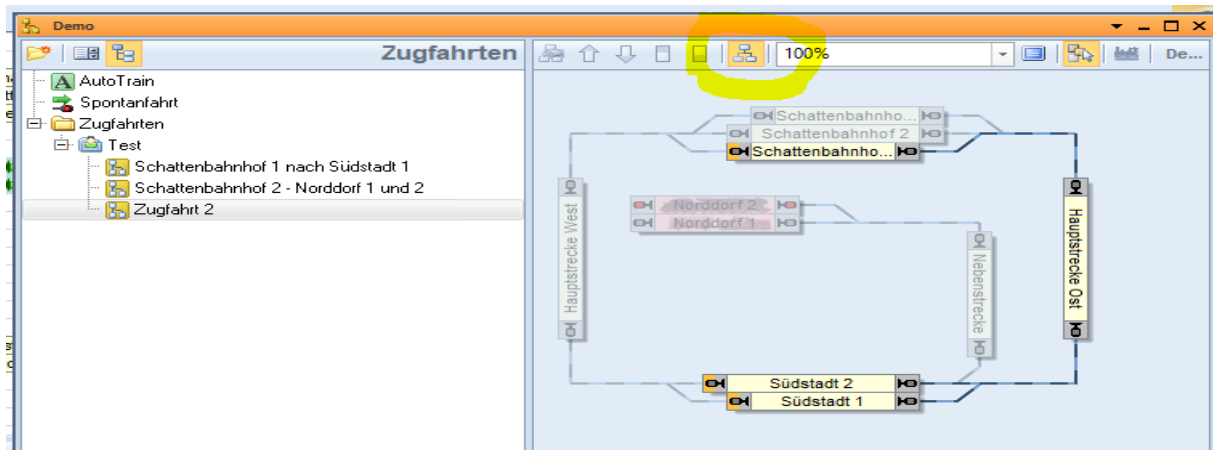 Demo
Zugfahrten
100%
De...
AutoTrain
Spontanfahrt
Zugfahrten
Test
Schattenbahnhof 1 nach Südstadt 1
Schattenbahnhof 2 - Norddorf 1 und 2
Zugfahrt 2
Schattenbahnho...
Schattenbahnhof 2
Schattenbahnho...
Hauptstrecke West
Norddorf 2
Norddorf 1
Nebenstrecke
Hauptstrecke Ost
Südstadt 2
Südstadt 1